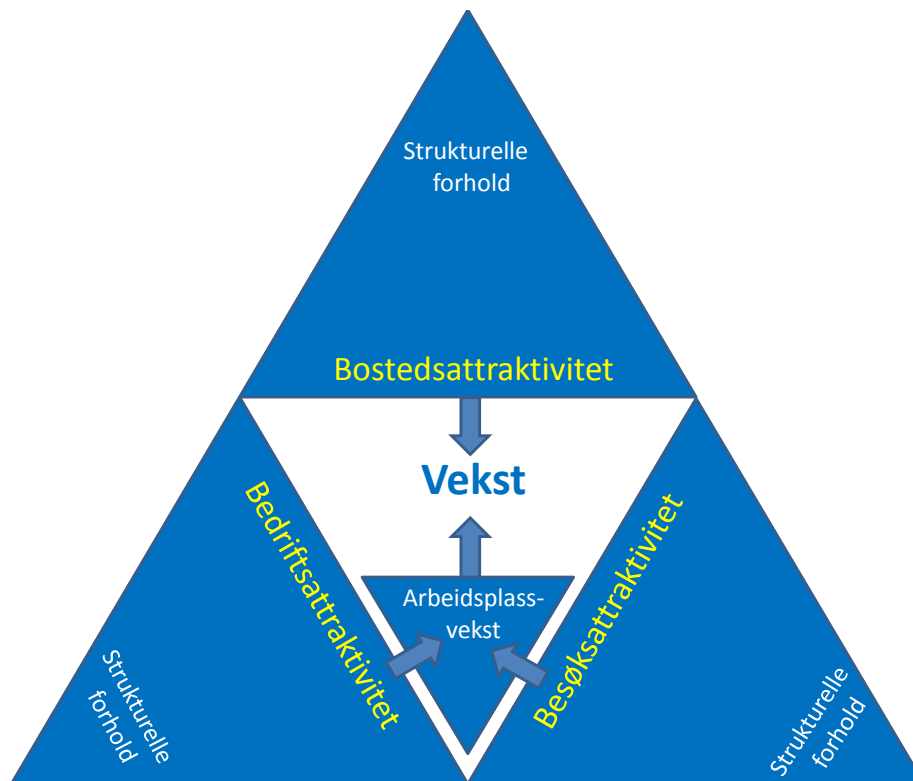 Strukturelle
forhold
Bostedsattraktivitet
Vekst
Bedriftsattraktivitet
Besøksattraktivitet
Arbeidsplass-
vekst
Strukturelle
forhold
Strukturelle
forhold